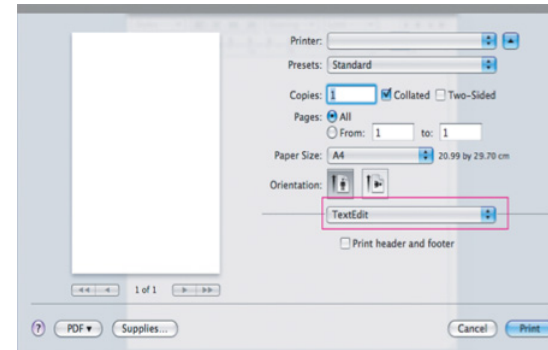 Printer:
Presets: Standard
Copies: 1 Collated Two-Sided
Pages: All
From: 1 to: 1
Paper Size: A4 20.99 by 29.70 cm
Orientation:
TextEdit
Print header and footer
1 of 1
? PDF Supplies... Cancel Print